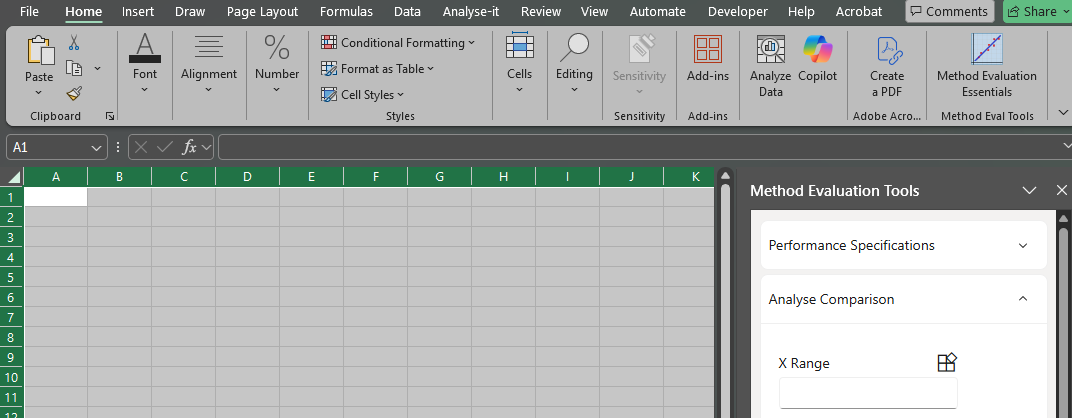 File Home Insert Draw Page Layout Formulas Data Analyse-it Review View Automate Developer Help Acrobat Comments Share
Paste Font Alignment Number Conditional Formatting Format as Table Cell Styles Cells Editing Sensitivity Add-ins Analyze Data Copilot Create a PDF Method Evaluation Essentials
Clipboard Styles Sensitivity Add-ins Adobe Acro... Method Eval Tools
A1 fx
A B C D E F G H I J K
Method Evaluation Tools
1
2
3
4
5
6
7
8
9
10
11
12
Performance Specifications
Analyse Comparison
X Range